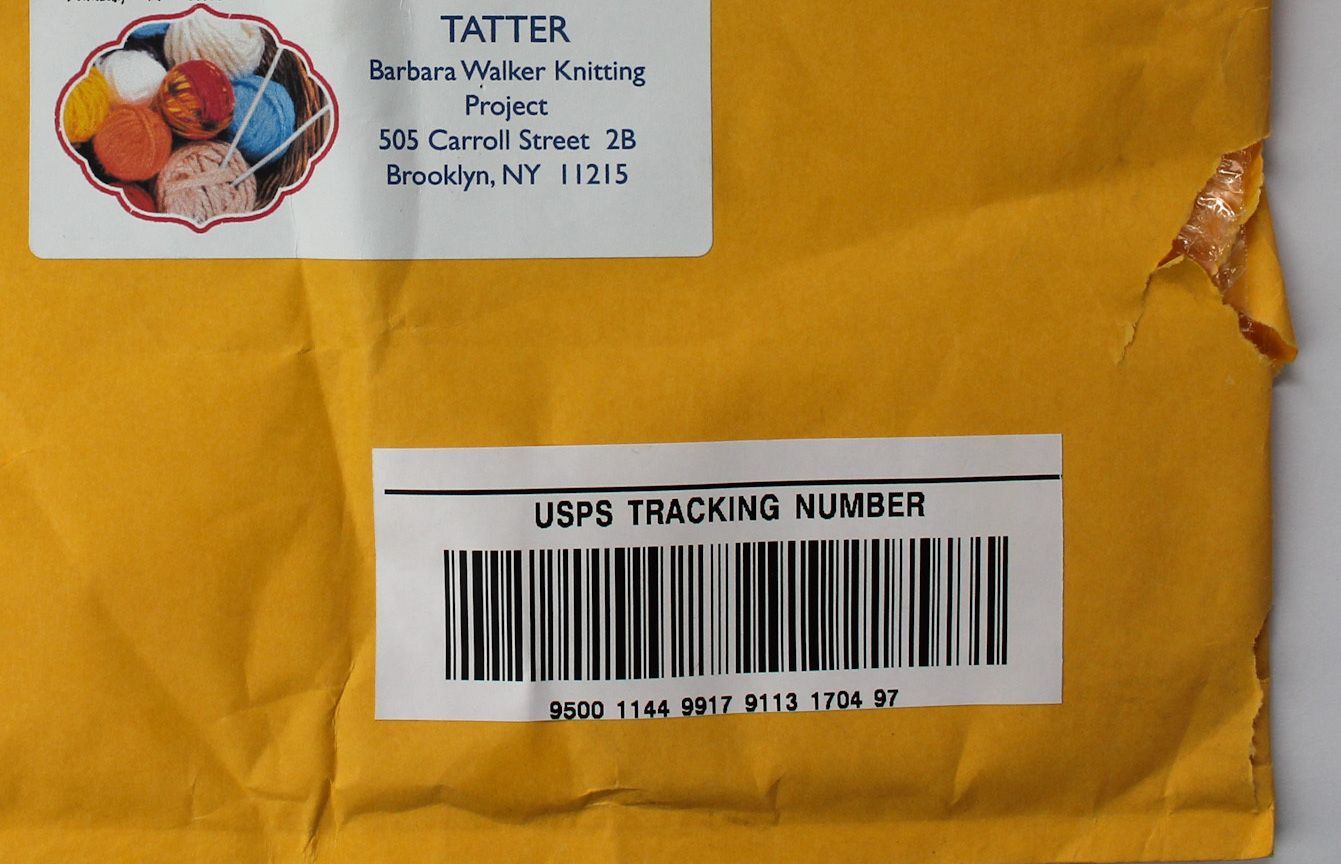 TATTER
Barbara Walker Knitting
Project
505 Carroll Street 2B
Brooklyn, NY 11215
USPS TRACKING NUMBER
9500 1144 9917 9113 1704 97